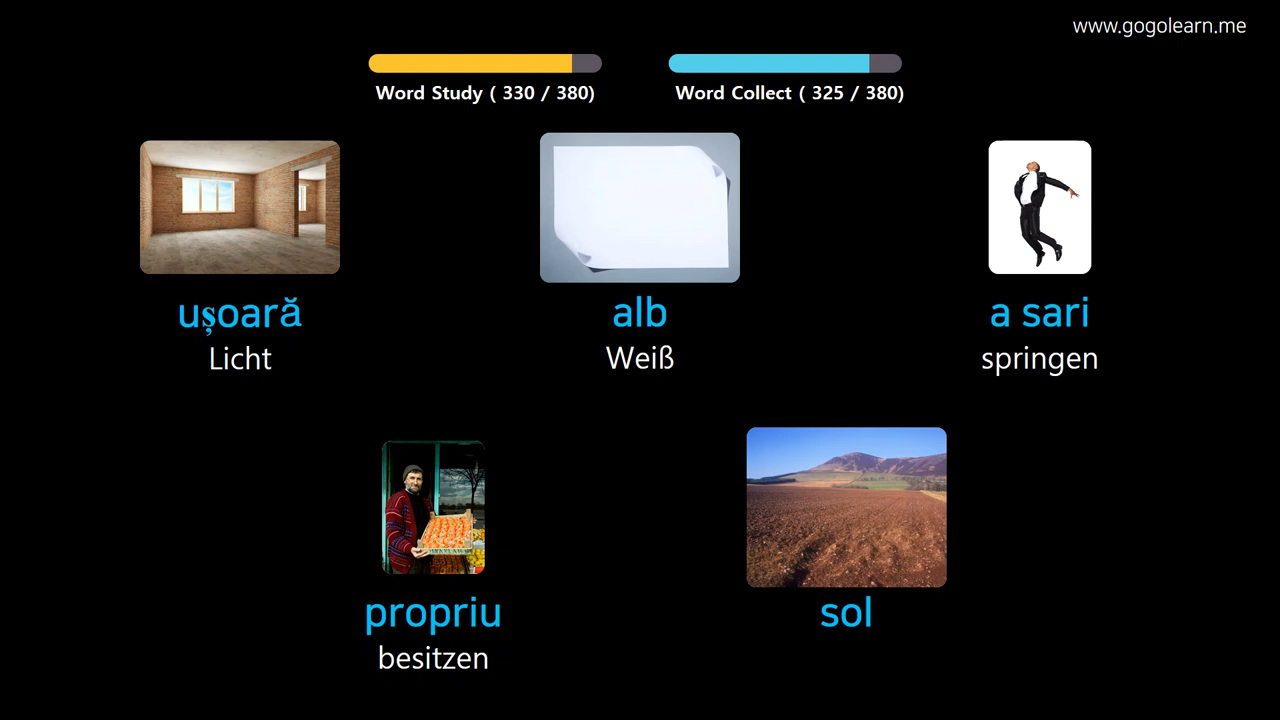 www.gogolearn.me
Word Study ( 330 / 380)
Word Collect ( 325 / 380)
ușoară
Licht
alb
Weiß
a sari
springen
propriu
besitzen
sol